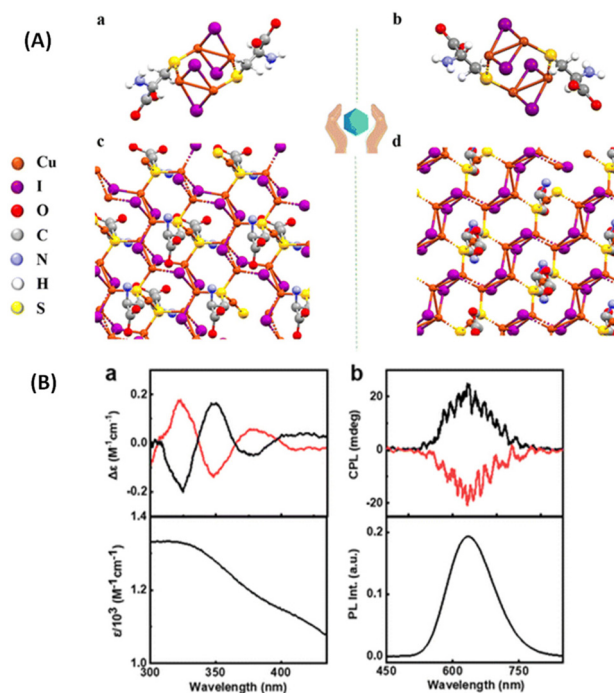 (A)
a
b
c
d
Cu
I
O
C
N
H
S
(B)
a
b
Δε (M⁻¹cm⁻¹)
0.2
0.0
-0.2
1.4
CPL (mdeg)
20
0
-20
ε/10³ (M⁻¹cm⁻¹)
1.2
1.0
300 350 400
Wavelength (nm)
PL Int. (a.u.)
0.2
0.1
0.0
450 600 750
Wavelength (nm)